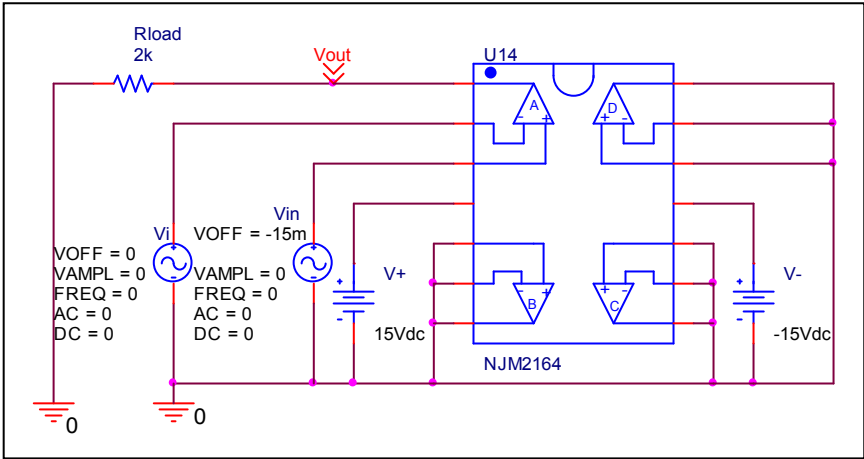 Rload
2k
Vout
U14
A
D
- +
+ -
Vi
VOFF = 0
VAMPL = 0
FREQ = 0
AC = 0
DC = 0
Vin
VOFF = -15m
VAMPL = 0
FREQ = 0
AC = 0
DC = 0
+
-
V+
15Vdc
- +
B
+ -
C
NJM2164
+
-
V-
-15Vdc
0
0